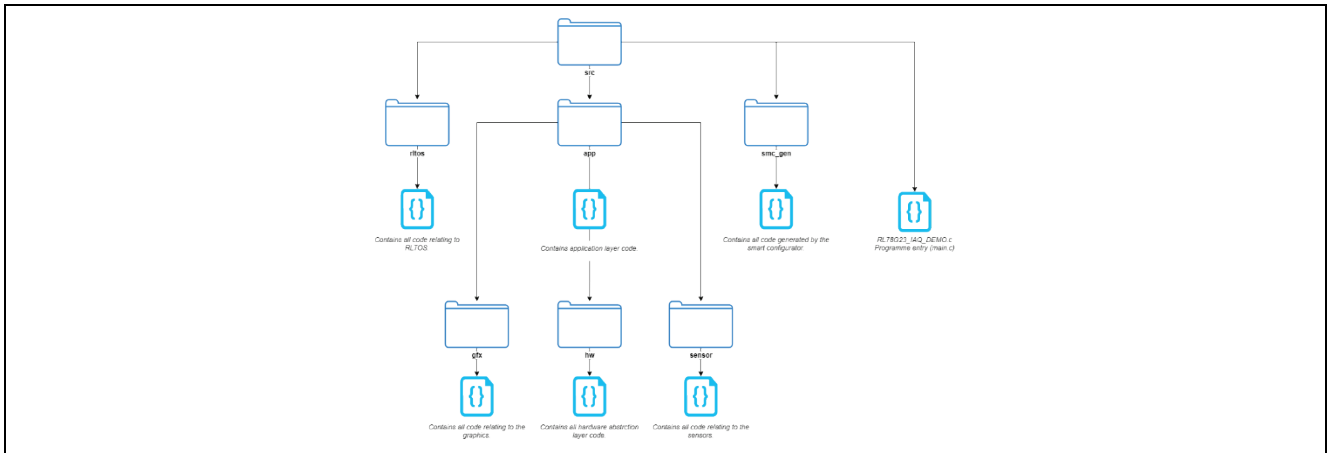 src
rltos
app
smc_gen
Contains all code relating to
RLTOS
Contains application layer code
Contains all code generated by the
smart configurator
RL78G23_IAQ_DEMO.c
Programme entry (main.c)
gfx
hw
sensor
Contains all code relating to the
graphics
Contains all hardware abstrction
layer code
Contains all code relating to the
sensors